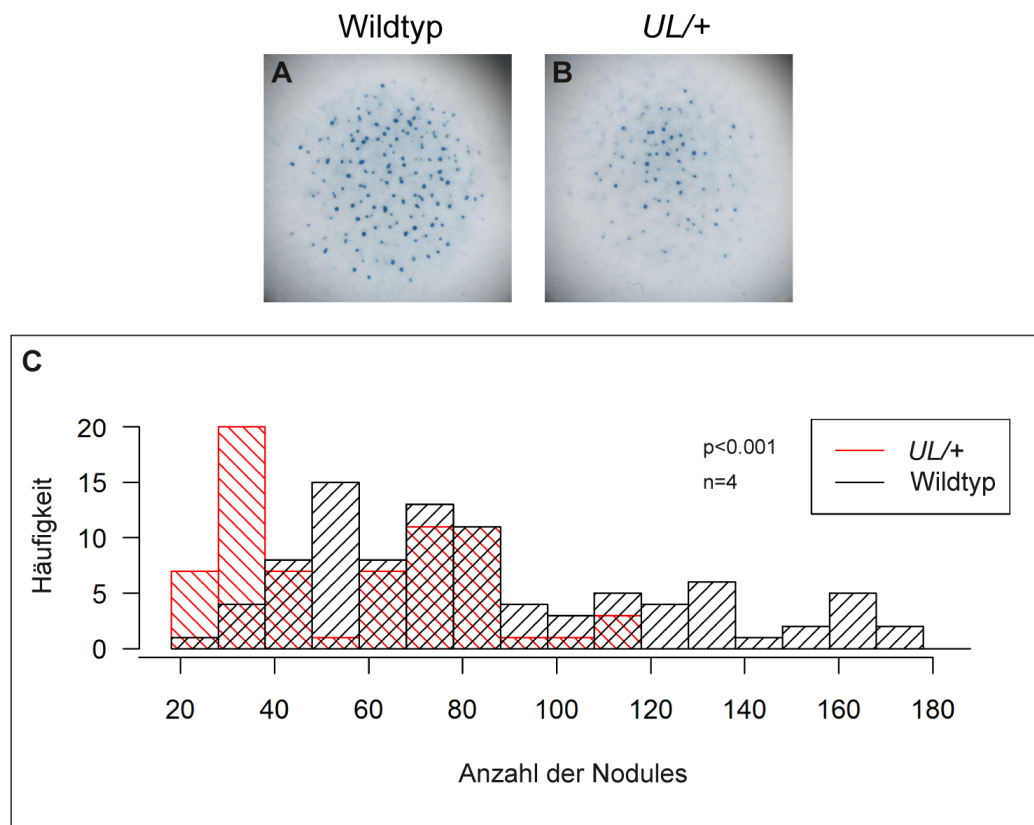 Wildtyp UL/+
A B
C
20
15
10
5
0
Häufigkeit
p<0.001
n=4
UL/+
Wildtyp
20 40 60 80 100 120 140 160 180
Anzahl der Nodules